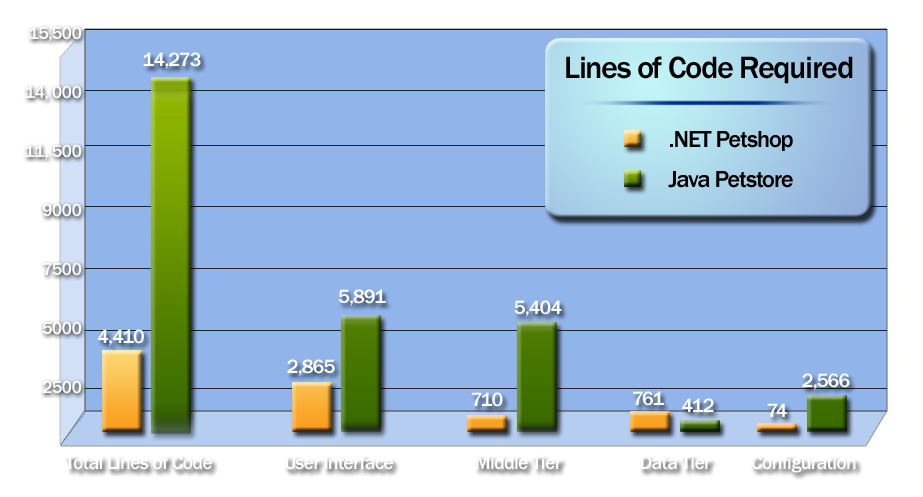 15,500
14,000
11,500
9000
7500
5000
2500
Lines of Code Required
.NET Petshop
Java Petstore
14,273
4,410
5,891
2,865
5,404
710
761
412
2,566
74
Total Lines of Code
User Interface
Middle Tier
Data Tier
Configuration